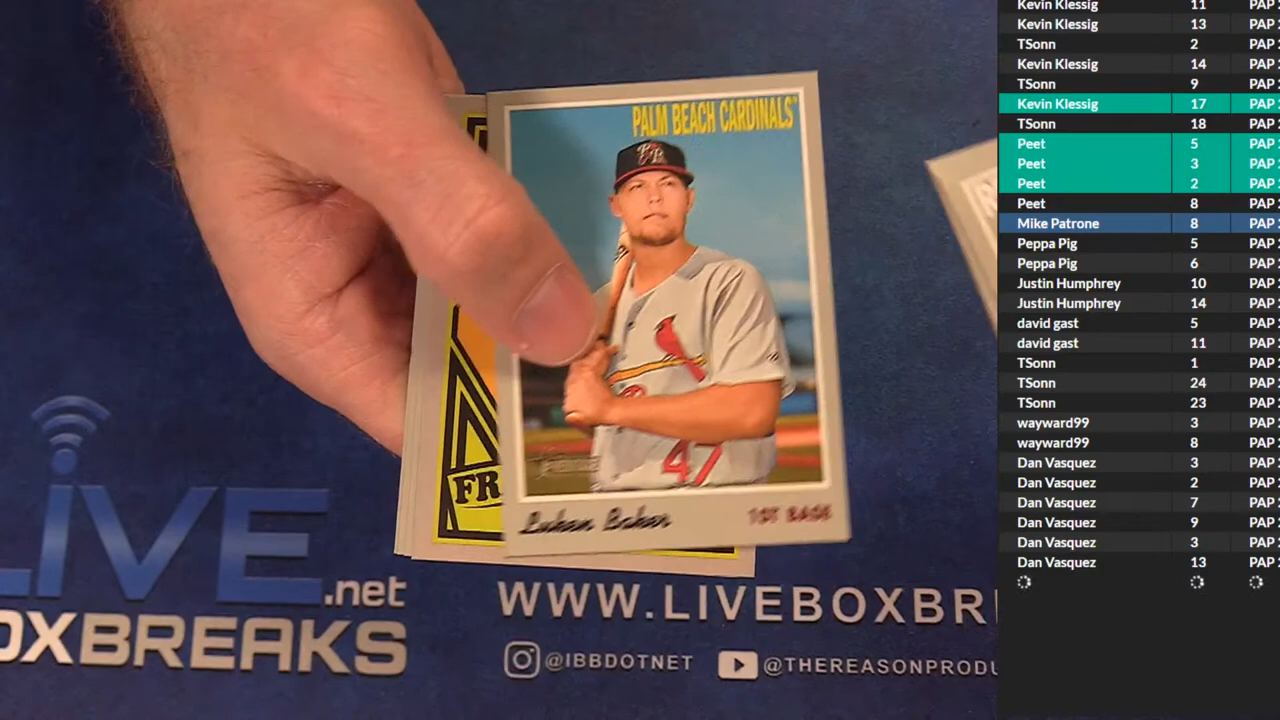 PALM BEACH CARDINALS
47
Luken Baker
1ST BASE
FR
LIVE.net
OXBREAKS
WWW.LIVEBOXBR
@IBBDOTNET
@THEREASONPRODU
Kevin Klessig 11 PAP
Kevin Klessig 13 PAP
TSonn 2 PAP
Kevin Klessig 14 PAP
TSonn 9 PAP
Kevin Klessig 17 PAP
TSonn 18 PAP
Peet 5 PAP
Peet 3 PAP
Peet 2 PAP
Peet 8 PAP
Mike Patrone 8 PAP
Peppa Pig 5 PAP
Peppa Pig 6 PAP
Justin Humphrey 10 PAP
Justin Humphrey 14 PAP
david gast 5 PAP
david gast 11 PAP
TSonn 1 PAP
TSonn 24 PAP
TSonn 23 PAP
wayward99 3 PAP
wayward99 8 PAP
Dan Vasquez 3 PAP
Dan Vasquez 2 PAP
Dan Vasquez 7 PAP
Dan Vasquez 9 PAP
Dan Vasquez 3 PAP
Dan Vasquez 13 PAP